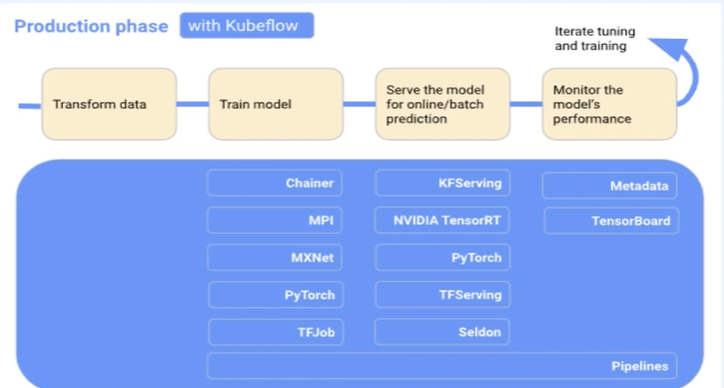 Production phase with Kubeflow
Iterate tuning
and training
Transform data
Train model
Serve the model
for online/batch
prediction
Monitor the
model's
performance
Chainer
KFServing
Metadata
MPI
NVIDIA TensorRT
TensorBoard
MXNet
PyTorch
PyTorch
TFServing
TFJob
Seldon
Pipelines